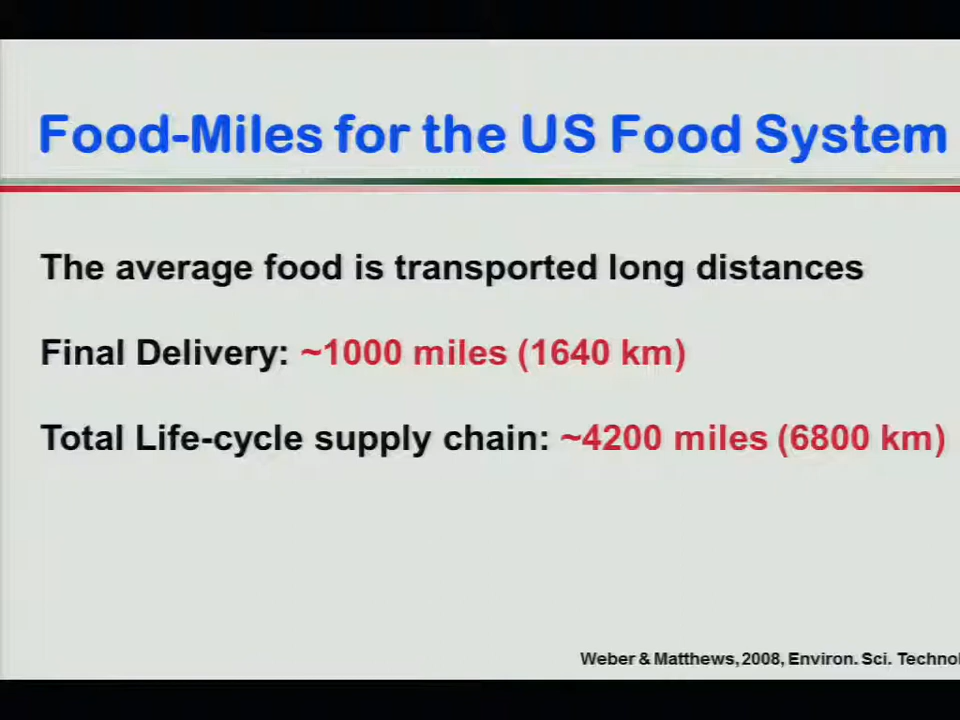 Food-Miles for the US Food System
The average food is transported long distances
Final Delivery: ~1000 miles (1640 km)
Total Life-cycle supply chain: ~4200 miles (6800 km)
Weber & Matthews, 2008, Environ. Sci. Technol